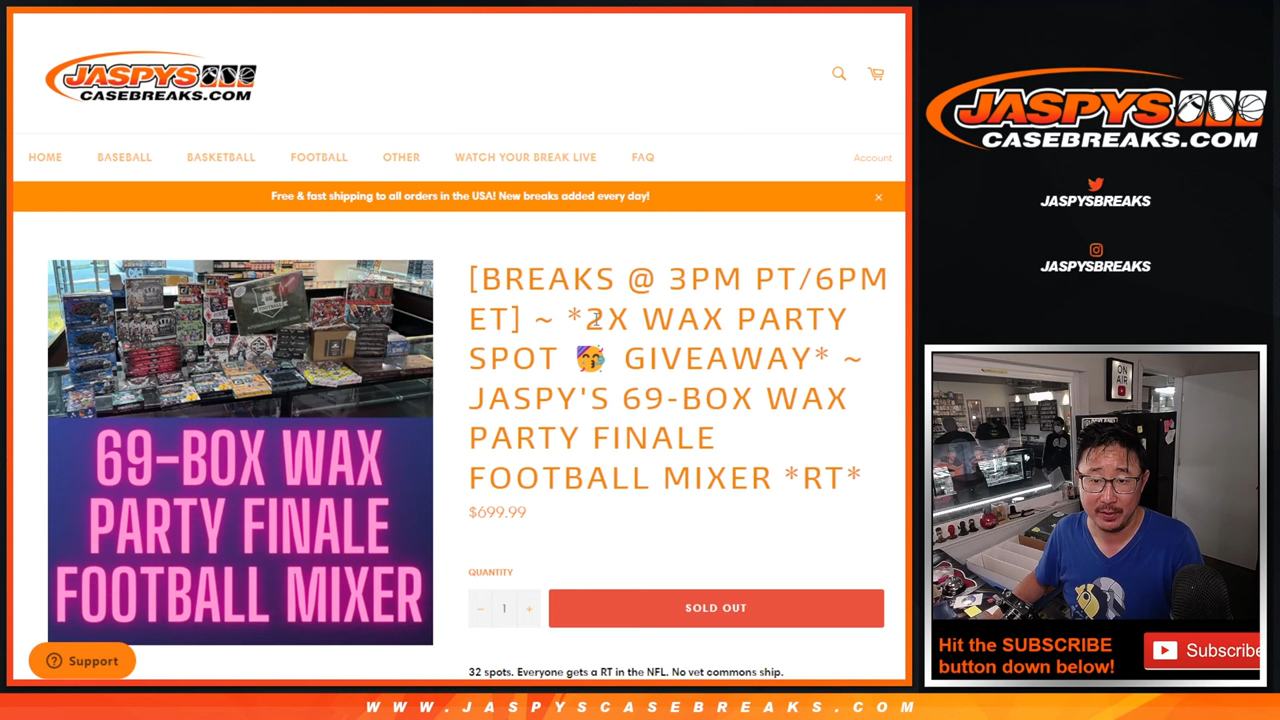 JASPYS
CASEBREAKS.COM
HOME BASEBALL BASKETBALL FOOTBALL OTHER WATCH YOUR BREAK LIVE FAQ Account
Free & fast shipping to all orders in the USA! New breaks added every day! ×
[BREAKS @ 3PM PT/6PM
ET] ~ *2X WAX PARTY
SPOT 🥳 GIVEAWAY* ~
JASPY'S 69-BOX WAX
PARTY FINALE
FOOTBALL MIXER *RT*
$699.99
QUANTITY
− 1 +
SOLD OUT
32 spots. Everyone gets a RT in the NFL. No vet commons ship.
69-BOX WAX
PARTY FINALE
FOOTBALL MIXER
Support
JASPYS
CASEBREAKS.COM
JASPYSBREAKS
JASPYSBREAKS
ON
AIR
Hit the SUBSCRIBE
button down below!
Subscribe
WWW.JASPYSCASEBREAKS.COM